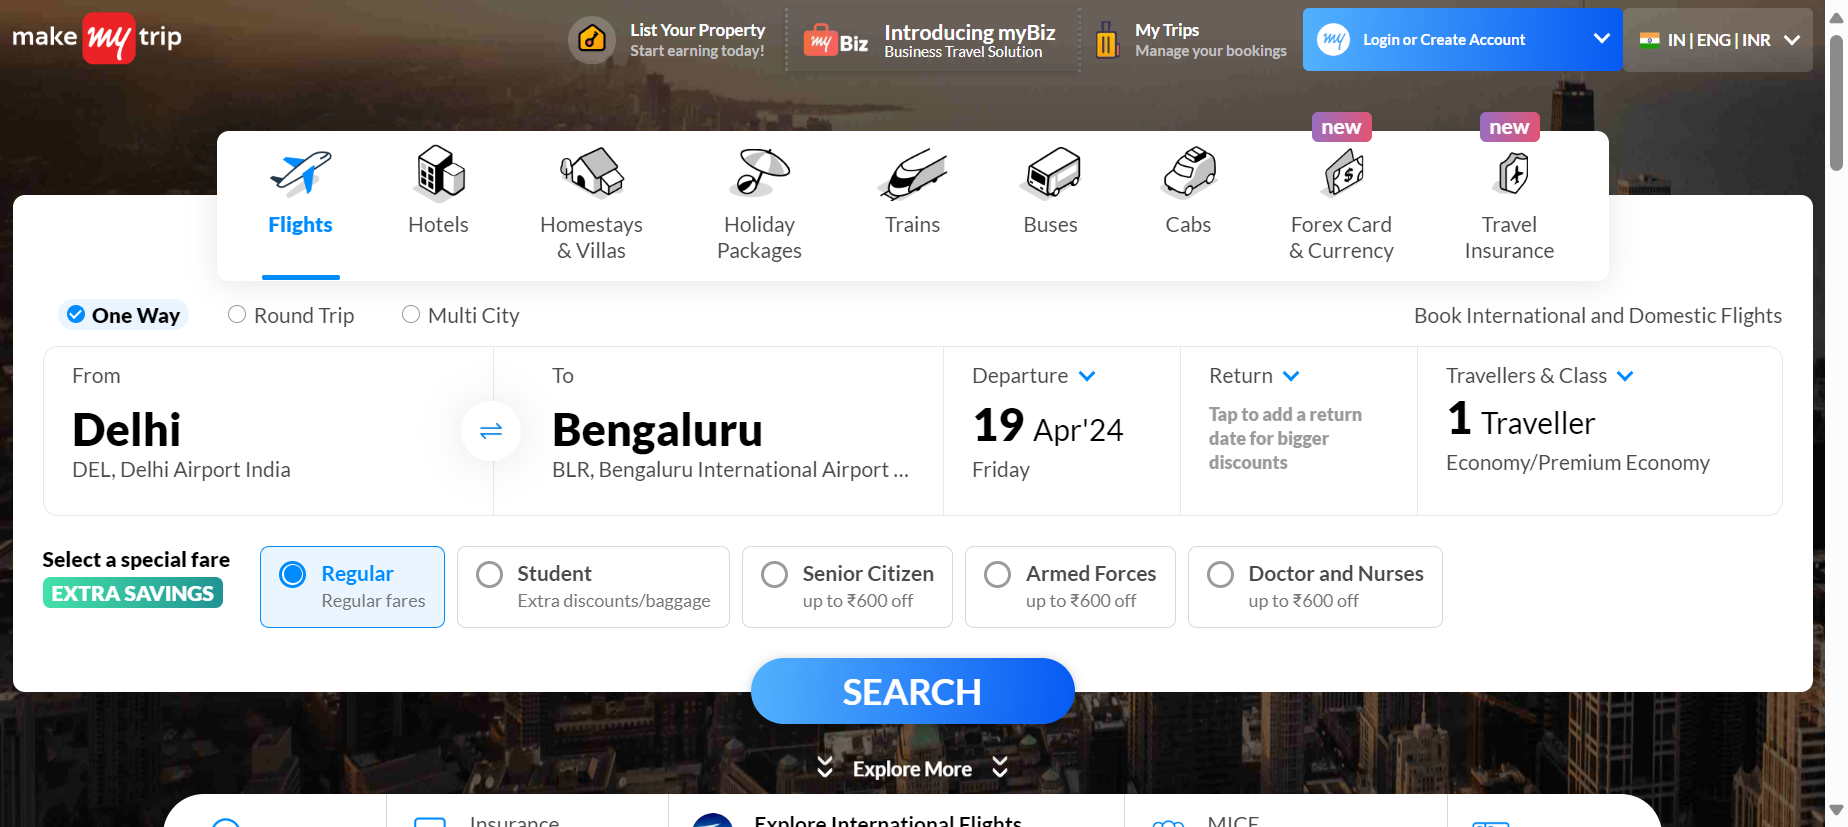 make my trip
List Your Property
Start earning today!
my Biz
Introducing myBiz
Business Travel Solution
My Trips
Manage your bookings
my Login or Create Account
IN | ENG | INR
new
new
Flights
Hotels
Homestays
& Villas
Holiday
Packages
Trains
Buses
Cabs
Forex Card
& Currency
Travel
Insurance
One Way
Round Trip
Multi City
Book International and Domestic Flights
From
Delhi
DEL, Delhi Airport India
To
Bengaluru
BLR, Bengaluru International Airport ...
Departure
19 Apr'24
Friday
Return
Tap to add a return
date for bigger
discounts
Travellers & Class
1 Traveller
Economy/Premium Economy
Select a special fare
EXTRA SAVINGS
Regular
Regular fares
Student
Extra discounts/baggage
Senior Citizen
up to ₹600 off
Armed Forces
up to ₹600 off
Doctor and Nurses
up to ₹600 off
SEARCH
Explore More
Insurance
Explore International Flights
MICE